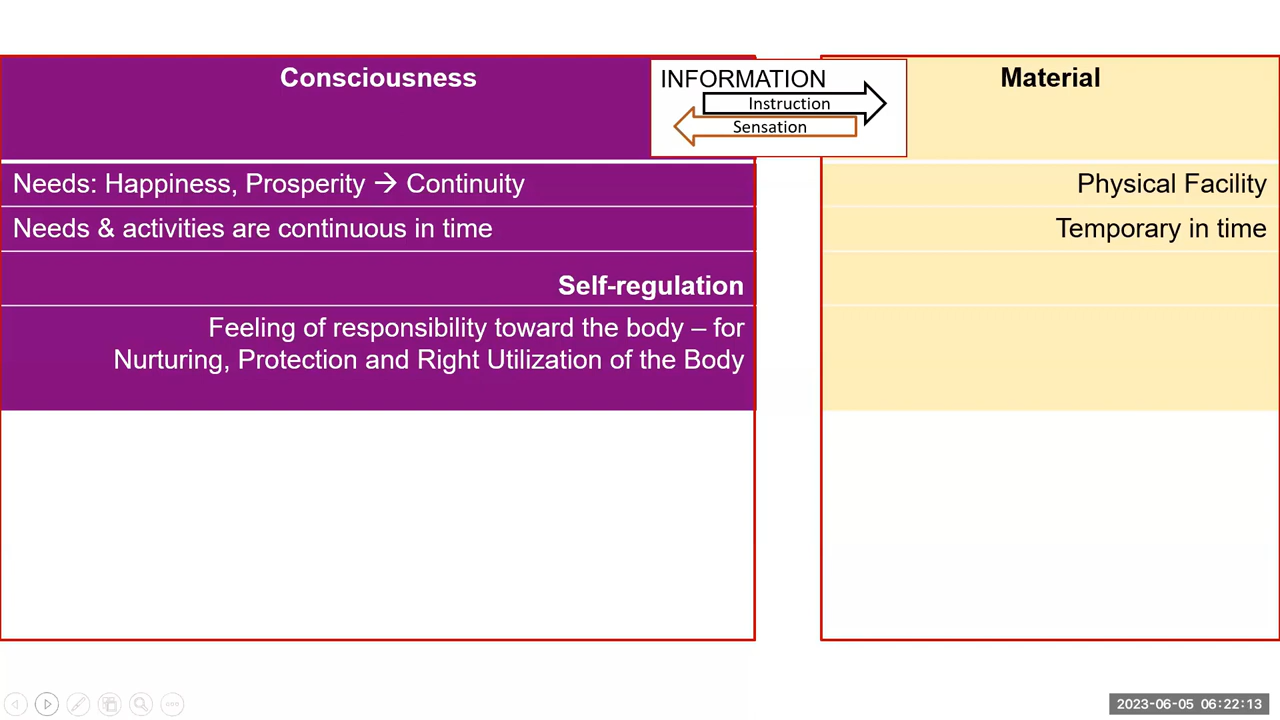 Consciousness
INFORMATION
Instruction
Sensation
Material
Needs: Happiness, Prosperity → Continuity
Physical Facility
Needs & activities are continuous in time
Temporary in time
Self-regulation
Feeling of responsibility toward the body – for
Nurturing, Protection and Right Utilization of the Body
2023-06-05 06:22:13